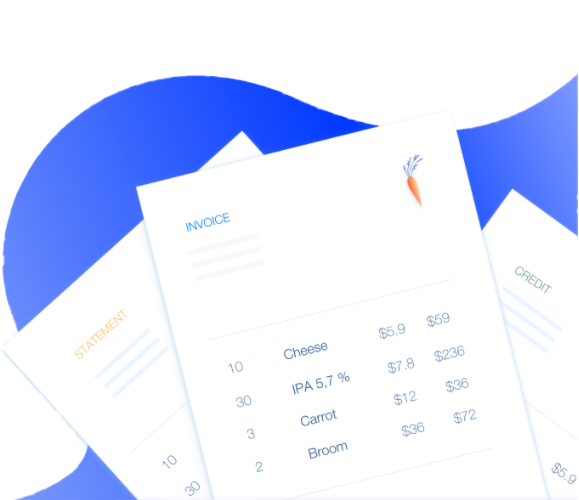 INVOICE
10 Cheese $5.9 $59
30 IPA 5,7 % $7.8 $236
3 Carrot $12 $36
2 Broom $36 $72
STATEMENT
10
30
CREDIT
$5.9